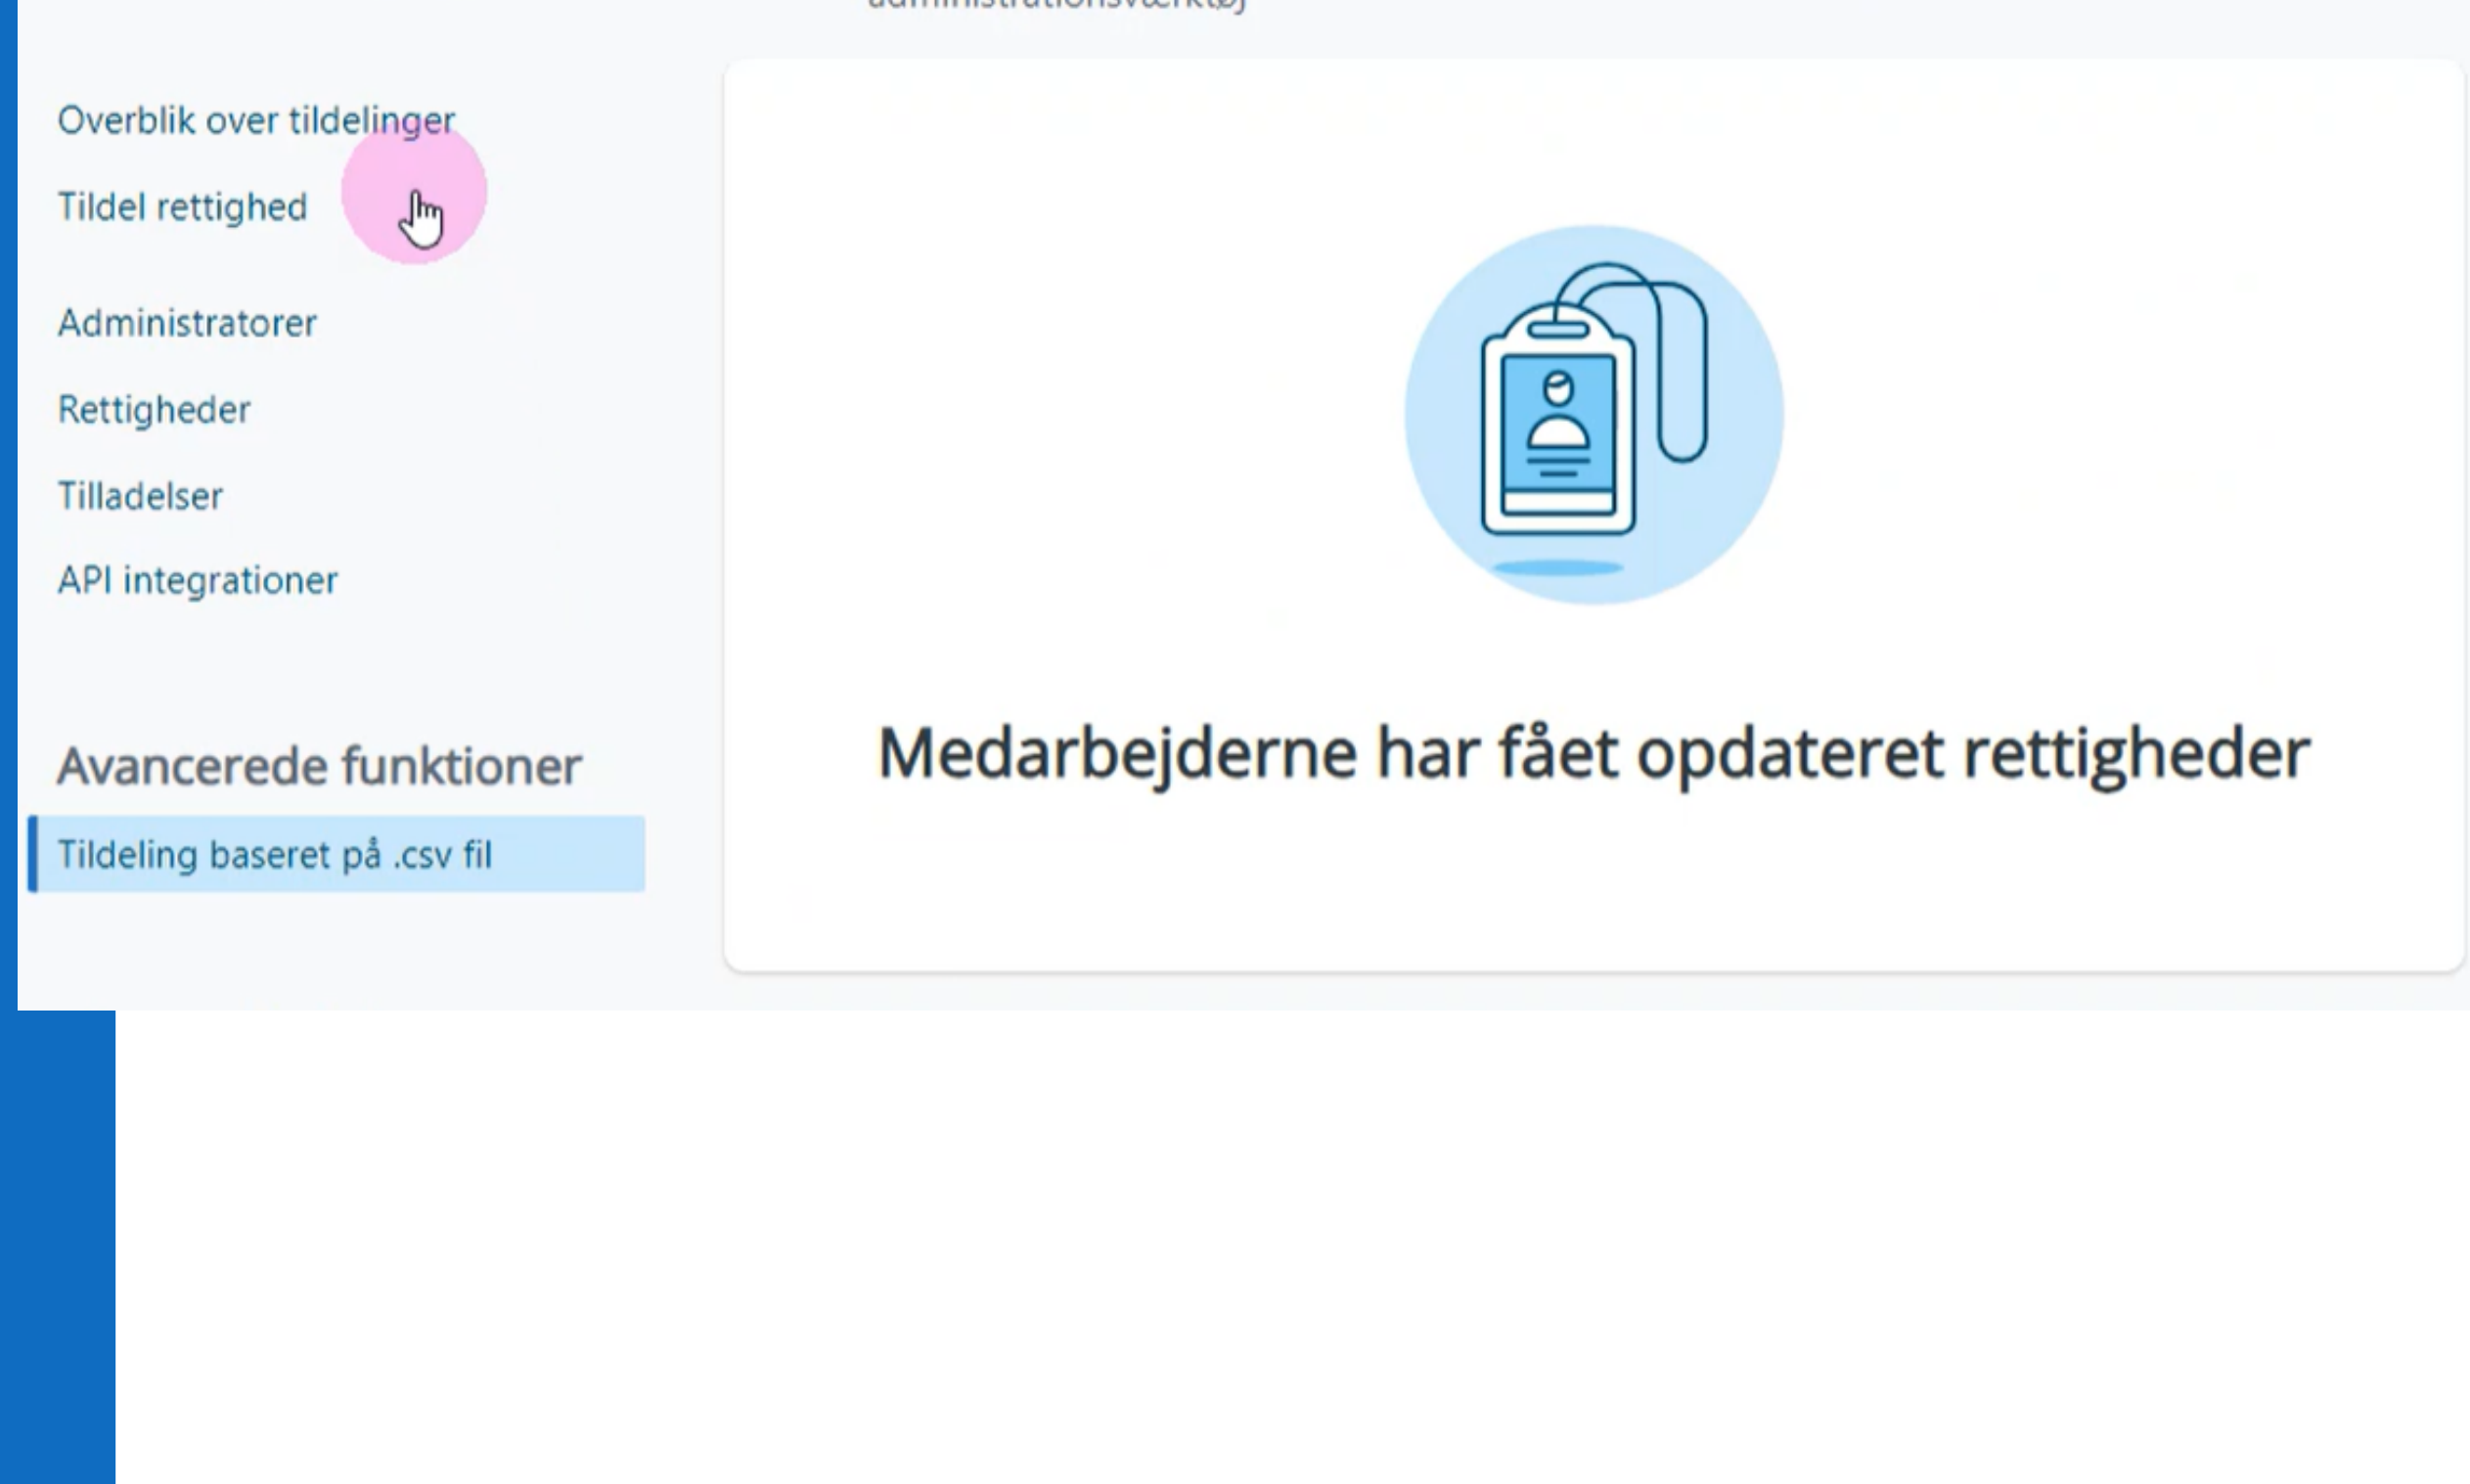 administrationsværktøj
Overblik over tildelinger
Tildel rettighed
Administratorer
Rettigheder
Tilladelser
API integrationer
Avancerede funktioner
Tildeling baseret på .csv fil
Medarbejderne har fået opdateret rettigheder